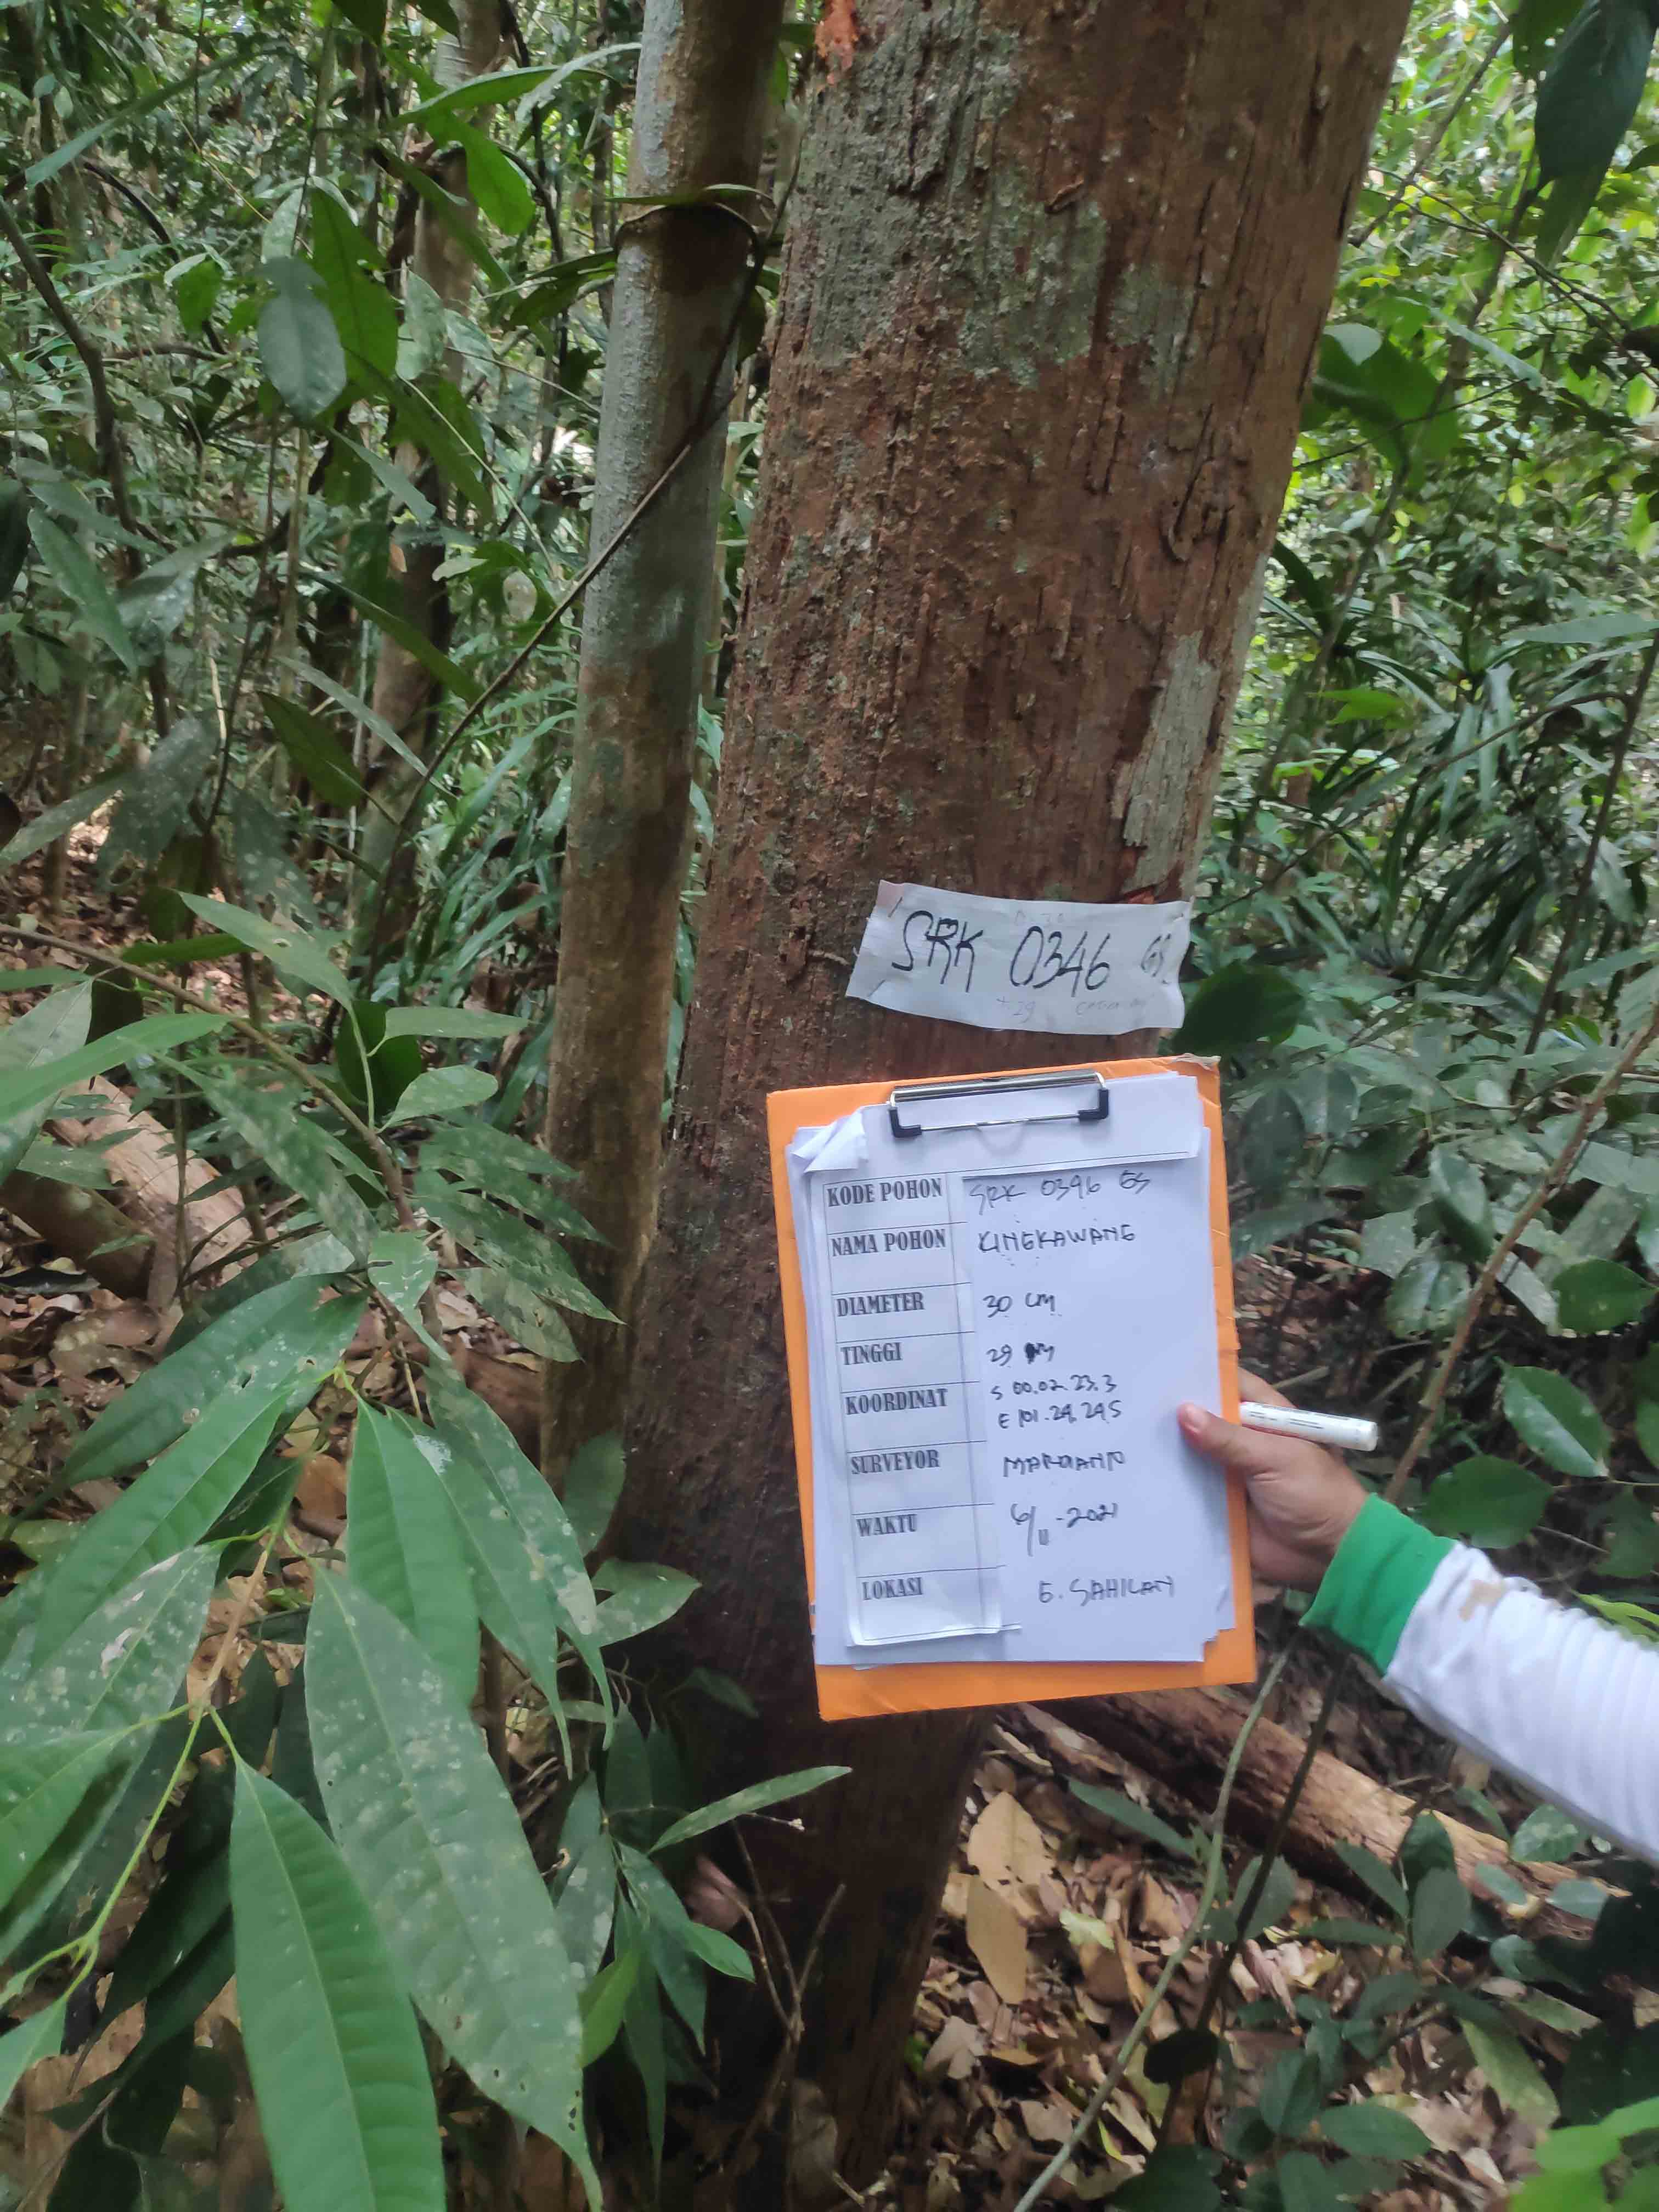 SRK 0346 GS
KODE POHON SRK 0346 GS
NAMA POHON KINGKAWANG
DIAMETER 30 CM
TINGGI 29 M
KOORDINAT S 00.02.23.3
E 101.24.24,5
SURVEYOR MARDIANTO
WAKTU 6/11-2021
LOKASI G. SAHILAN